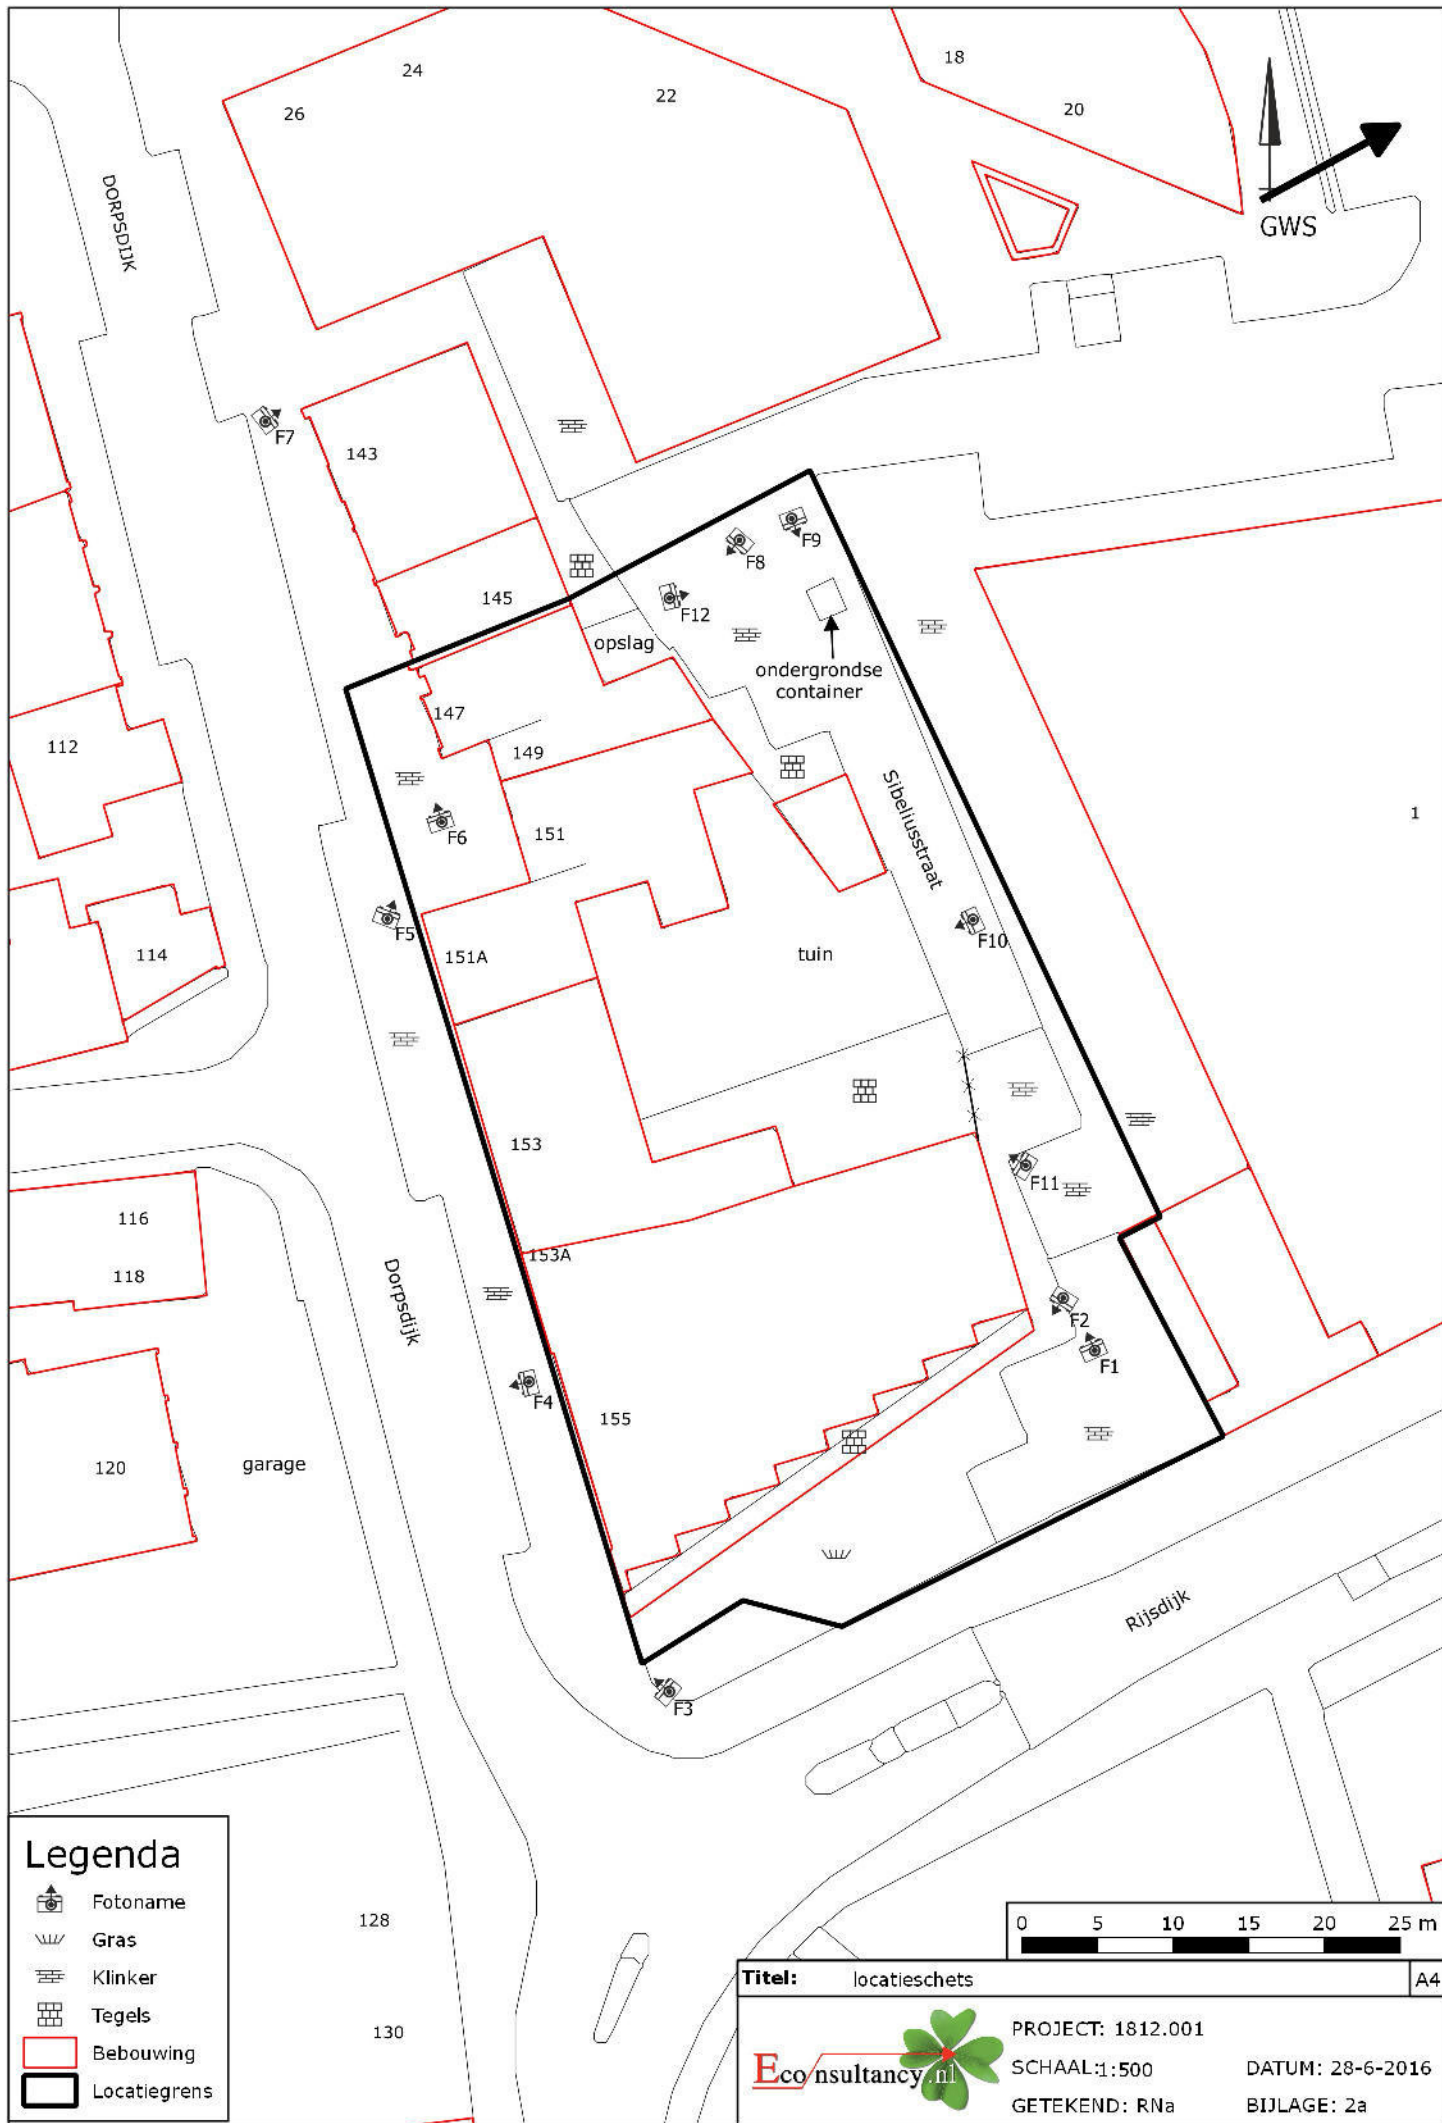 24
26
22
18
20
GWS
DORPSDIJK
F7
143
F9
F8
145
F12
opslag
ondergrondse
container
147
149
112
Sibeliusstraat
151
F6
1
F5
F10
114
151A
tuin
153
F11
116
153A
118
Dorpsdijk
F2
F1
F4
155
120
garage
Rijsdijk
F3
Legenda
Fotoname
Gras
Klinker
Tegels
Bebouwing
Locatiegrens
128
130
0 5 10 15 20 25 m
Titel: locatieschets A4
Econsultancy.nl
PROJECT: 1812.001
SCHAAL:1:500 DATUM: 28-6-2016
GETEKEND: RNa BIJLAGE: 2a